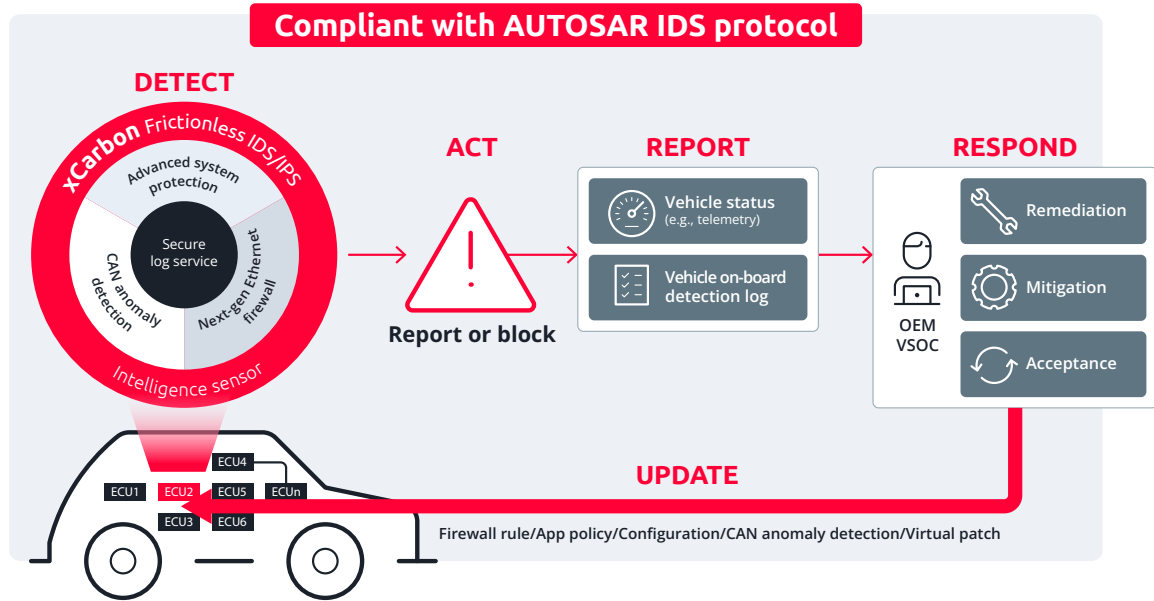 Compliant with AUTOSAR IDS protocol
DETECT
xCarbon Frictionless IDS/IPS
Advanced system
protection
Secure
log service
CAN anomaly
detection
Next-gen Ethernet
firewall
Intelligence sensor
ACT
Report or block
REPORT
Vehicle status
(e.g., telemetry)
Vehicle on-board
detection log
RESPOND
OEM
VSOC
Remediation
Mitigation
Acceptance
UPDATE
Firewall rule/App policy/Configuration/CAN anomaly detection/Virtual patch
ECU4
ECU1
ECU2
ECU5
ECUn
ECU3
ECU6